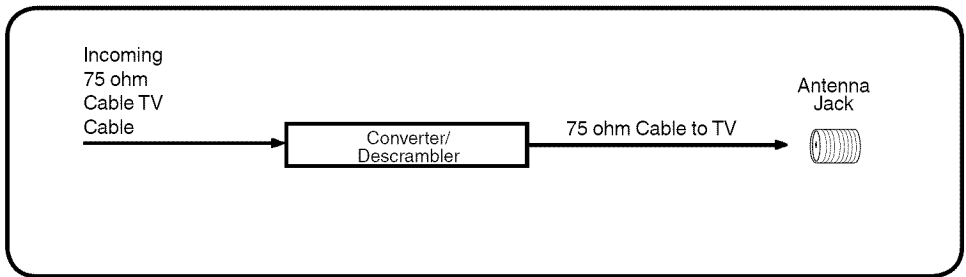 Incoming
75 ohm
Cable TV
Cable
Converter/
Descrambler
75 ohm Cable to TV
Antenna
Jack